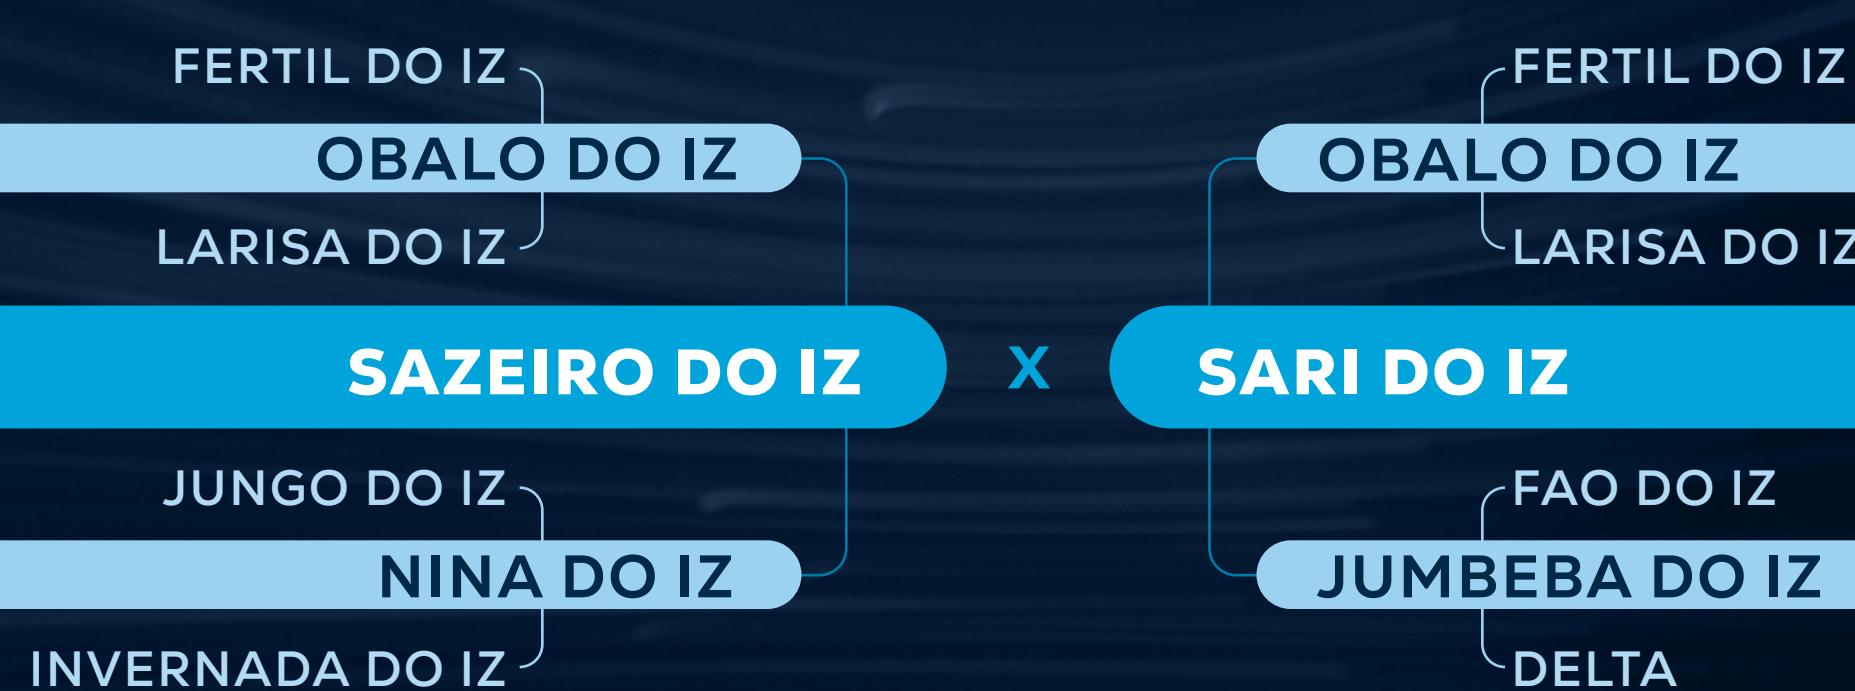 FERTIL DO IZ
OBALO DO IZ
LARISA DO IZ
SAZEIRO DO IZ
JUNGO DO IZ
NINA DO IZ
INVERNADA DO IZ
X
FERTIL DO IZ
OBALO DO IZ
LARISA DO IZ
SARI DO IZ
FAO DO IZ
JUMBEBA DO IZ
DELTA